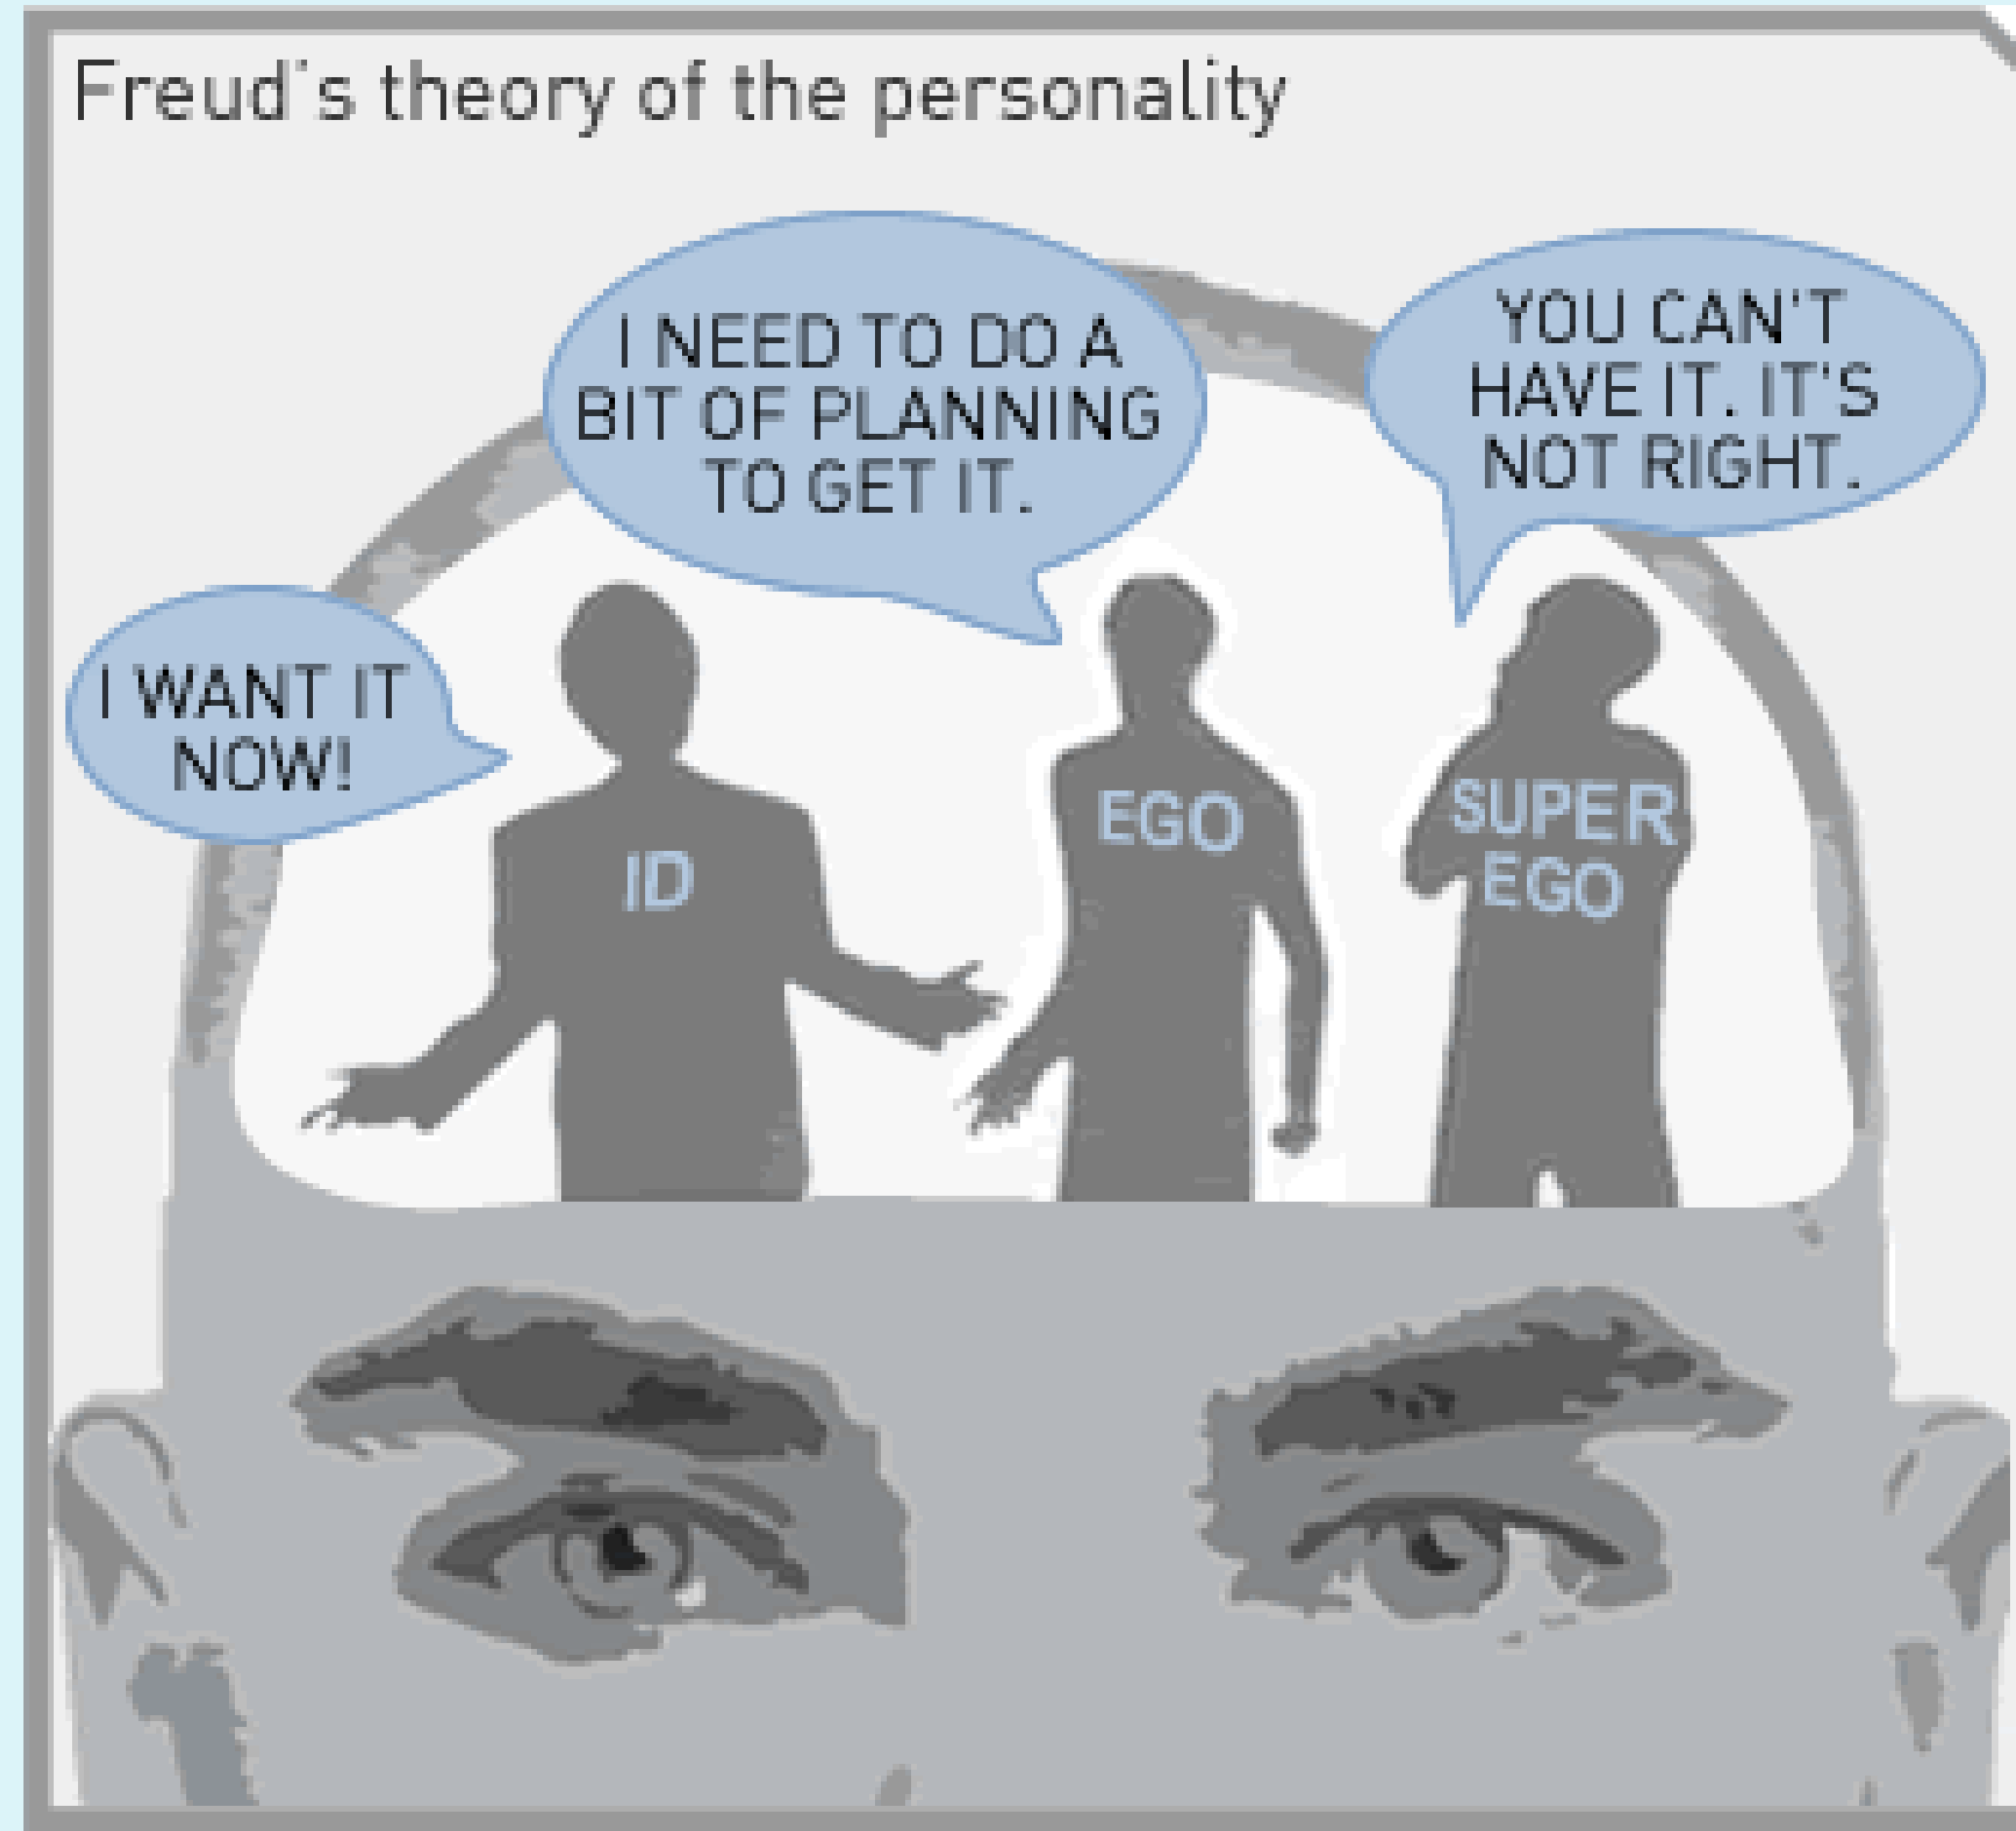 Freud's theory of the personality
I WANT IT
NOW!
I NEED TO DO A
BIT OF PLANNING
TO GET IT.
YOU CAN'T
HAVE IT. IT'S
NOT RIGHT.
ID
EGO
SUPER
EGO